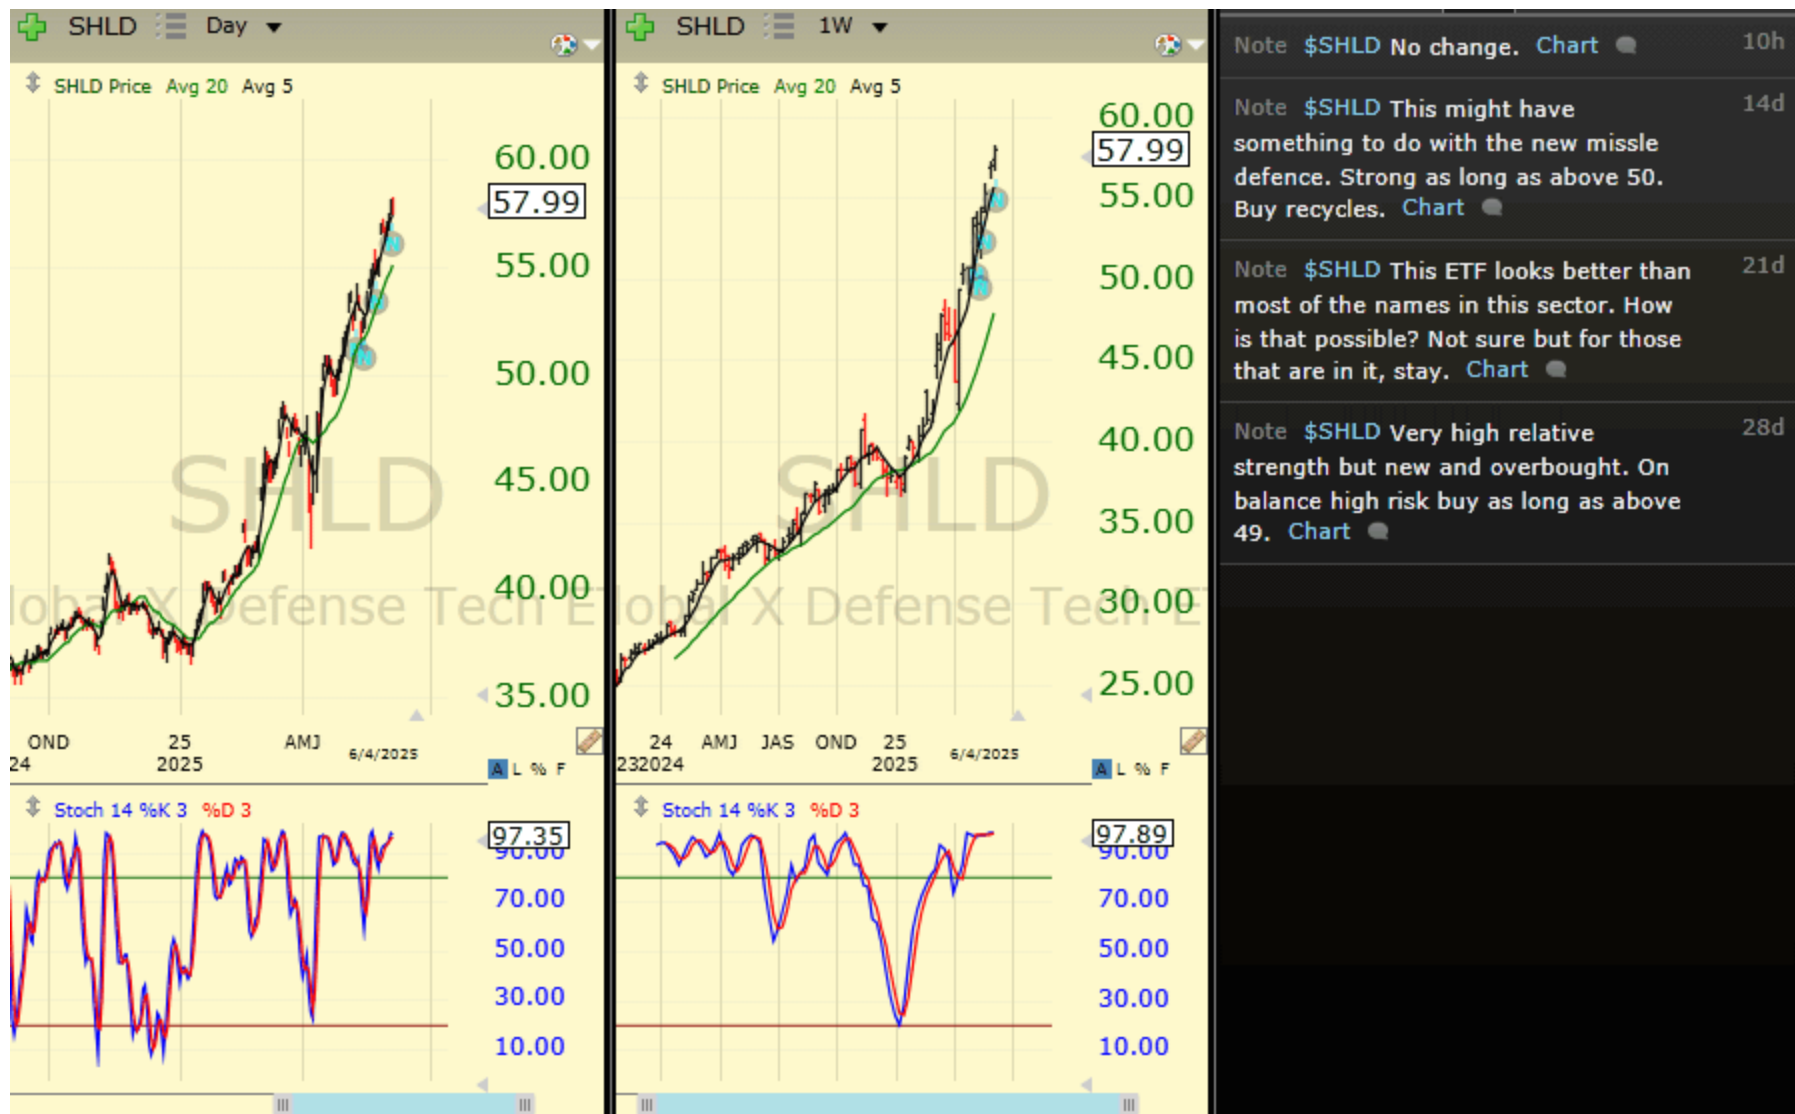 SHLD Day
SHLD Price Avg 20 Avg 5
60.00
57.99
55.00
50.00
45.00
40.00
35.00
SHLD
lobal X Defense Tech E
OND 25 AMJ 6/4/2025
24 2025
A L % F
Stoch 14 %K 3 %D 3
97.35
90.00
70.00
50.00
30.00
10.00
SHLD 1W
SHLD Price Avg 20 Avg 5
60.00
57.99
55.00
50.00
45.00
40.00
35.00
30.00
25.00
SHLD
lobal X Defense Tech E
24 AMJ JAS OND 25 6/4/2025
232024 2025
A L % F
Stoch 14 %K 3 %D 3
97.89
90.00
70.00
50.00
30.00
10.00
Note $SHLD No change. Chart 10h
Note $SHLD This might have 14d
something to do with the new missle
defence. Strong as long as above 50.
Buy recycles. Chart
Note $SHLD This ETF looks better than 21d
most of the names in this sector. How
is that possible? Not sure but for those
that are in it, stay. Chart
Note $SHLD Very high relative 28d
strength but new and overbought. On
balance high risk buy as long as above
49. Chart